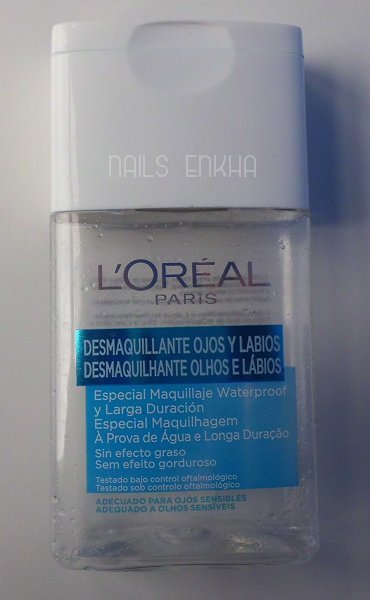 NAILS ENKHA
L'ORÉAL
PARIS
DESMAQUILLANTE OJOS Y LABIOS
DESMAQUILHANTE OLHOS E LÁBIOS
Especial Maquillaje Waterproof
y Larga Duración
Especial Maquilhagem
À Prova de Água e Longa Duração
Sin efecto graso
Sem efeito gorduroso
Testado bajo control oftalmológico
Testado sob controlo oftalmológico
ADECUADO PARA OJOS SENSIBLES
ADEQUADO A OLHOS SENSÍVEIS